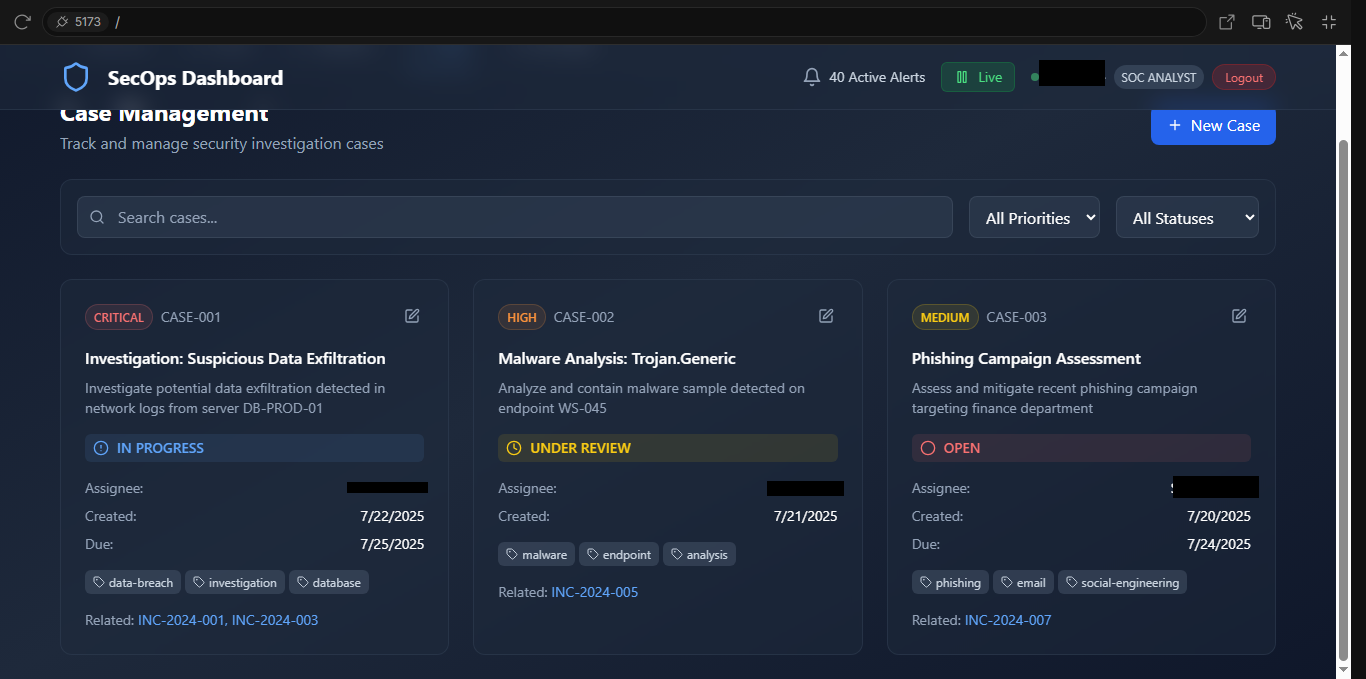 5173 /
SecOps Dashboard
40 Active Alerts
Live
SOC ANALYST
Logout
Case Management
Track and manage security investigation cases
+ New Case
Search cases...
All Priorities
All Statuses
CRITICAL CASE-001
Investigation: Suspicious Data Exfiltration
Investigate potential data exfiltration detected in
network logs from server DB-PROD-01
IN PROGRESS
Assignee:
Created: 7/22/2025
Due: 7/25/2025
data-breach investigation database
Related: INC-2024-001, INC-2024-003
HIGH CASE-002
Malware Analysis: Trojan.Generic
Analyze and contain malware sample detected on
endpoint WS-045
UNDER REVIEW
Assignee:
Created: 7/21/2025
malware endpoint analysis
Related: INC-2024-005
MEDIUM CASE-003
Phishing Campaign Assessment
Assess and mitigate recent phishing campaign
targeting finance department
OPEN
Assignee:
Created: 7/20/2025
Due: 7/24/2025
phishing email social-engineering
Related: INC-2024-007